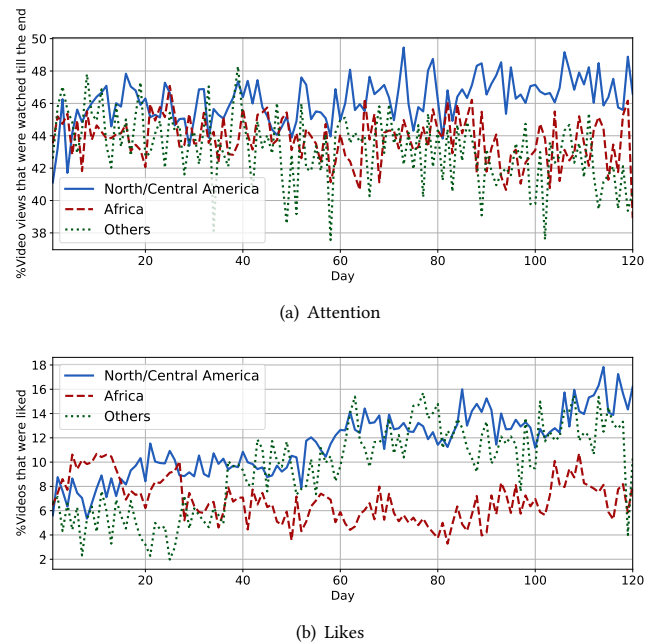 %Video views that were watched till the end
50
48
46
44
42
40
38
North/Central America
Africa
Others
20
40
60
80
100
120
Day
(a) Attention
%Videos that were liked
18
16
14
12
10
8
6
4
2
North/Central America
Africa
Others
20
40
60
80
100
120
Day
(b) Likes